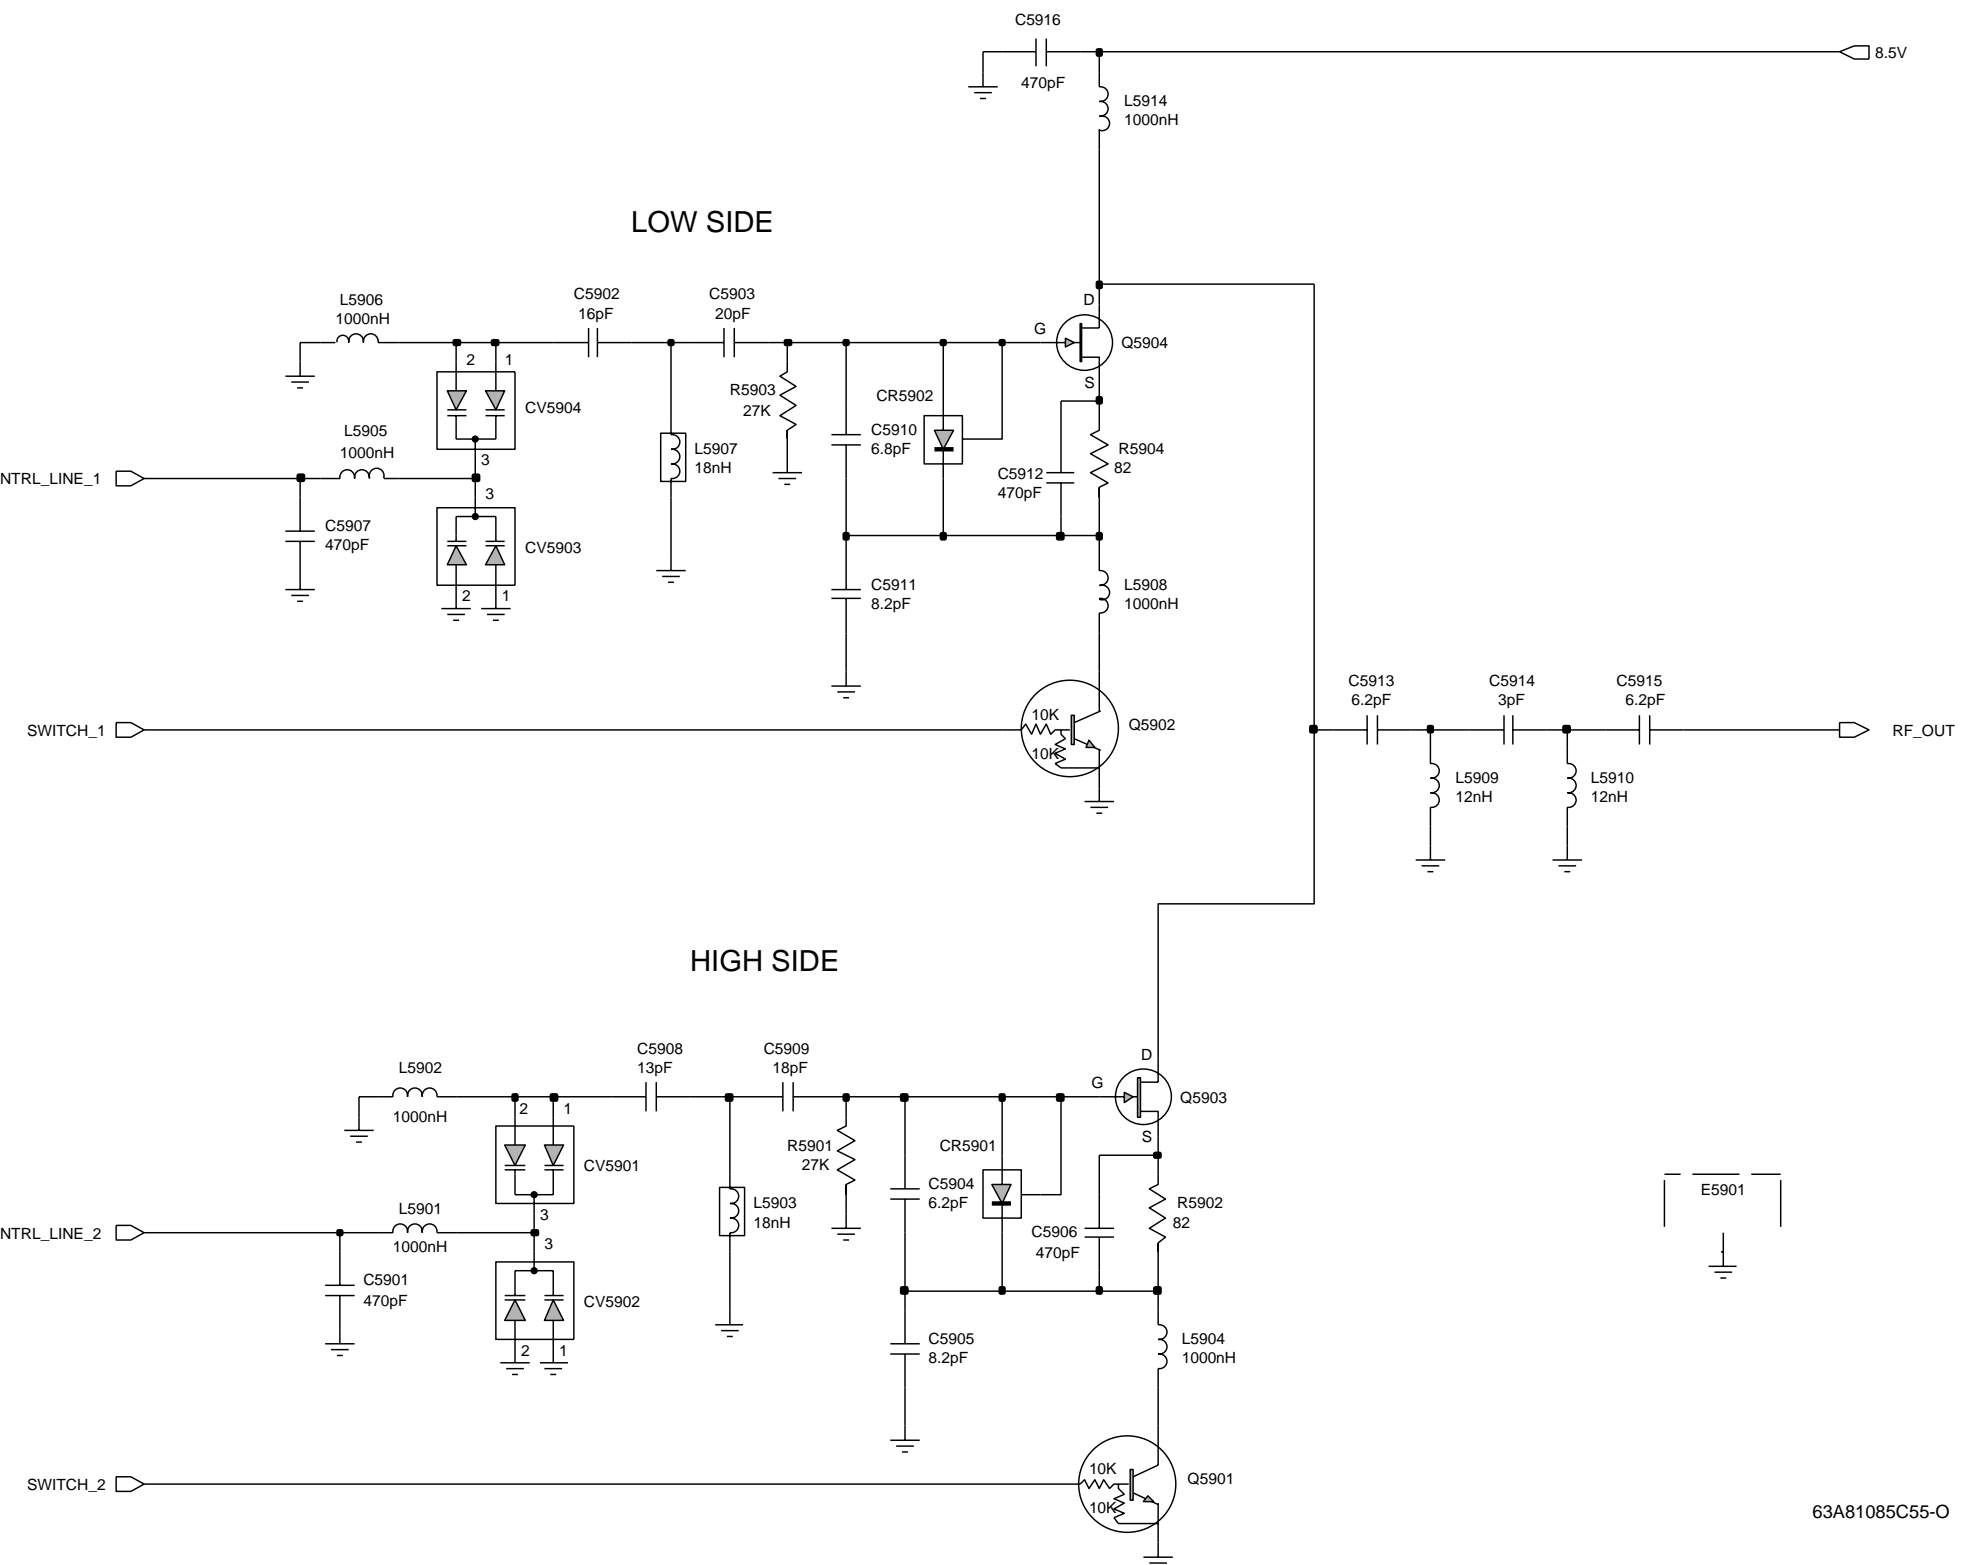 C5916
470pF
8.5V
L5914
1000nH
LOW SIDE
L5906
1000nH
C5902
16pF
C5903
20pF
D
G
Q5904
S
2
1
CV5904
R5903
27K
CR5902
C5910
6.8pF
L5905
1000nH
L5907
18nH
R5904
82
C5912
470pF
3
NTRL_LINE_1
3
C5907
470pF
CV5903
2
1
C5911
8.2pF
L5908
1000nH
SWITCH_1
10K
10K
Q5902
C5913
6.2pF
C5914
3pF
C5915
6.2pF
RF_OUT
L5909
12nH
L5910
12nH
HIGH SIDE
L5902
1000nH
C5908
13pF
C5909
18pF
D
G
Q5903
S
2
1
CV5901
R5901
27K
CR5901
C5904
6.2pF
L5901
1000nH
L5903
18nH
R5902
82
C5906
470pF
E5901
3
NTRL_LINE_2
3
C5901
470pF
CV5902
2
1
C5905
8.2pF
L5904
1000nH
SWITCH_2
10K
10K
Q5901
63A81085C55-O